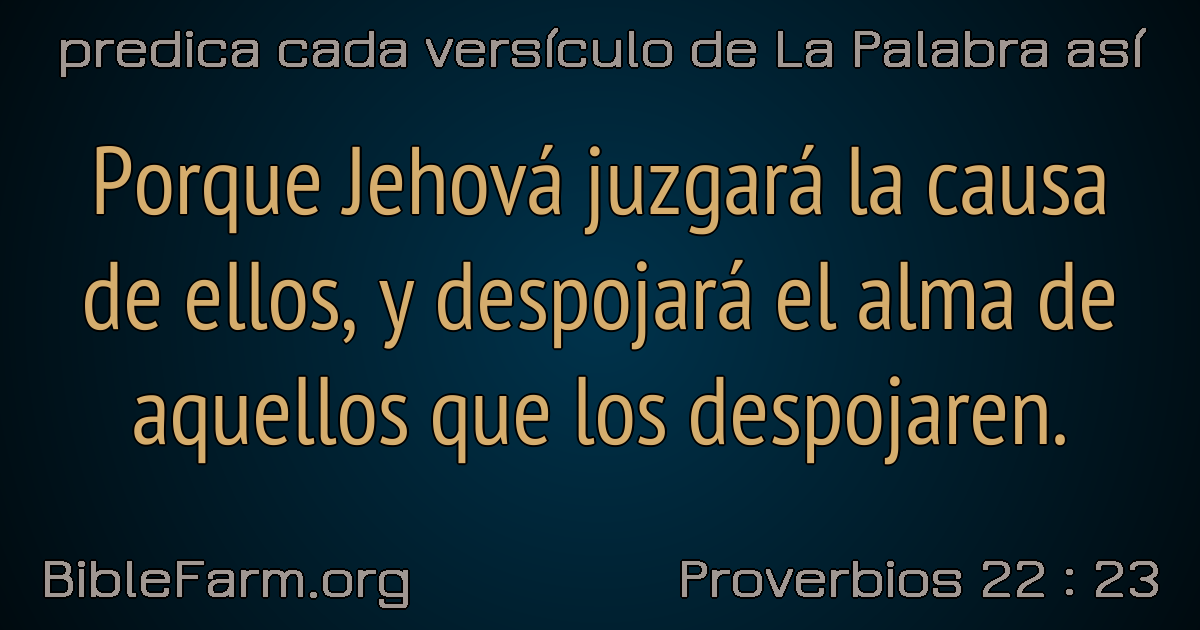 predica cada versículo de La Palabra así
Porque Jehová juzgará la causa
de ellos, y despojará el alma de
aquellos que los despojaren.
BibleFarm.org
Proverbios 22 : 23